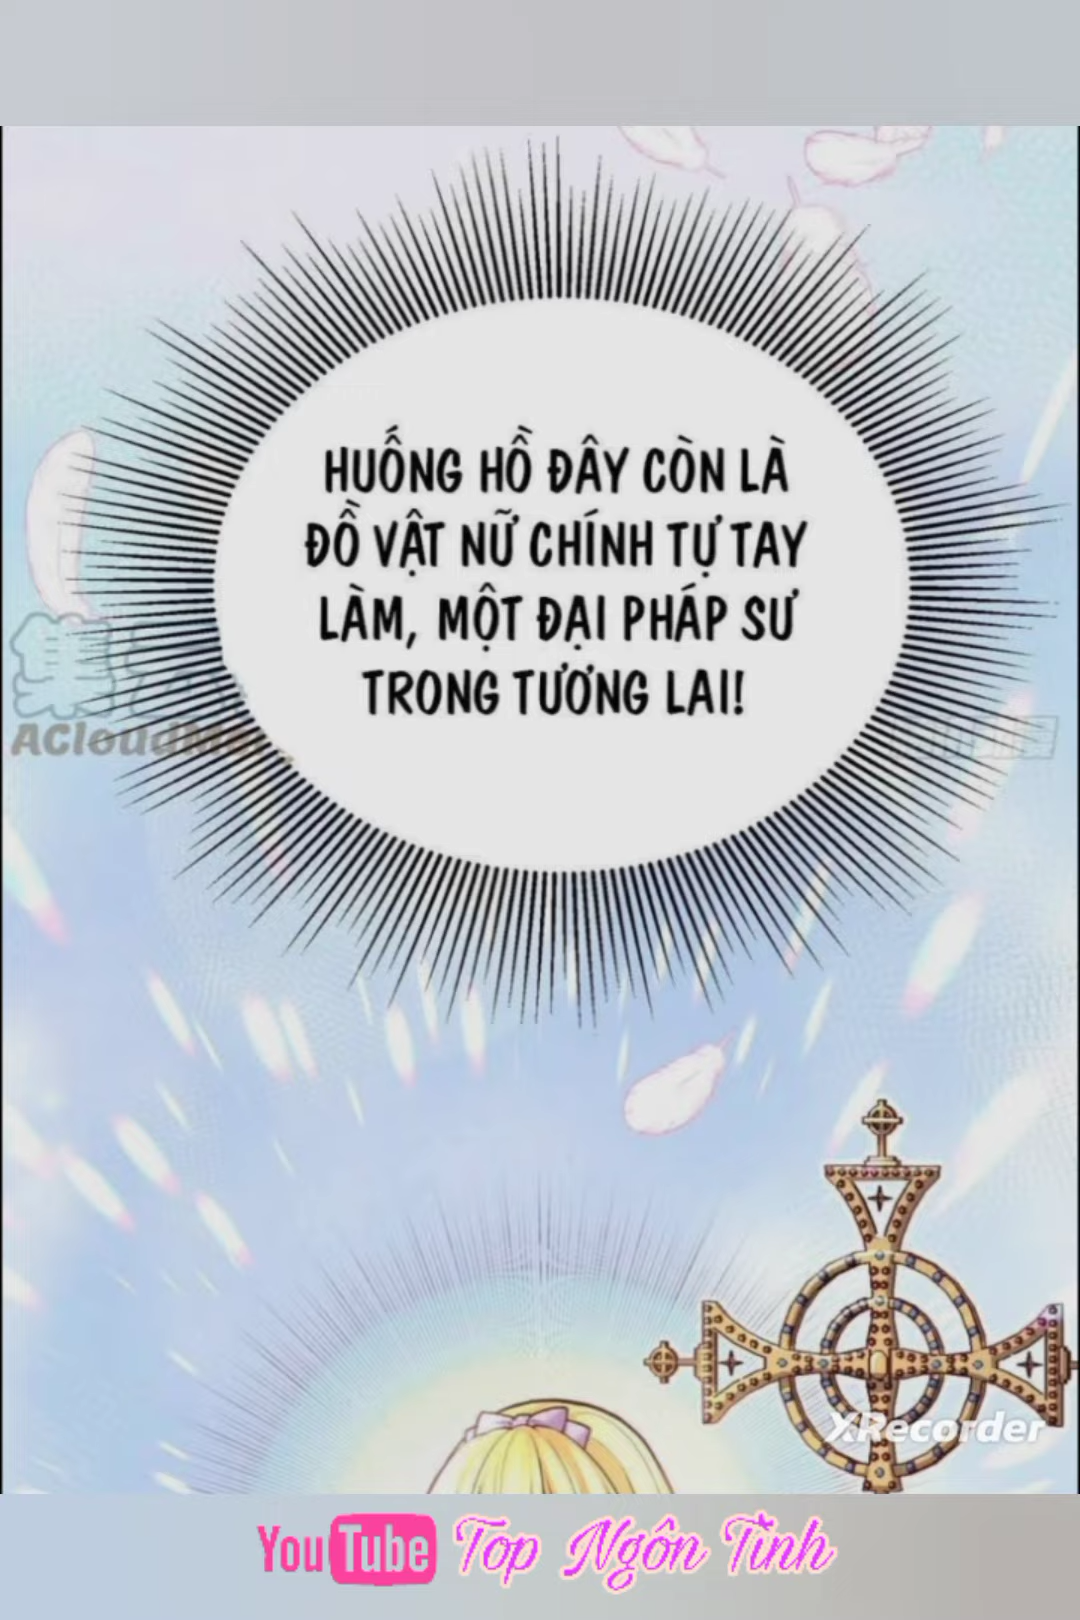 HUỐNG HỒ ĐÂY CÒN LÀ
ĐỒ VẬT NỮ CHÍNH TỰ TAY
LÀM, MỘT ĐẠI PHÁP SƯ
TRONG TƯƠNG LAI!
ACloudM
XRecorder
YouTube Top Ngôn Tình